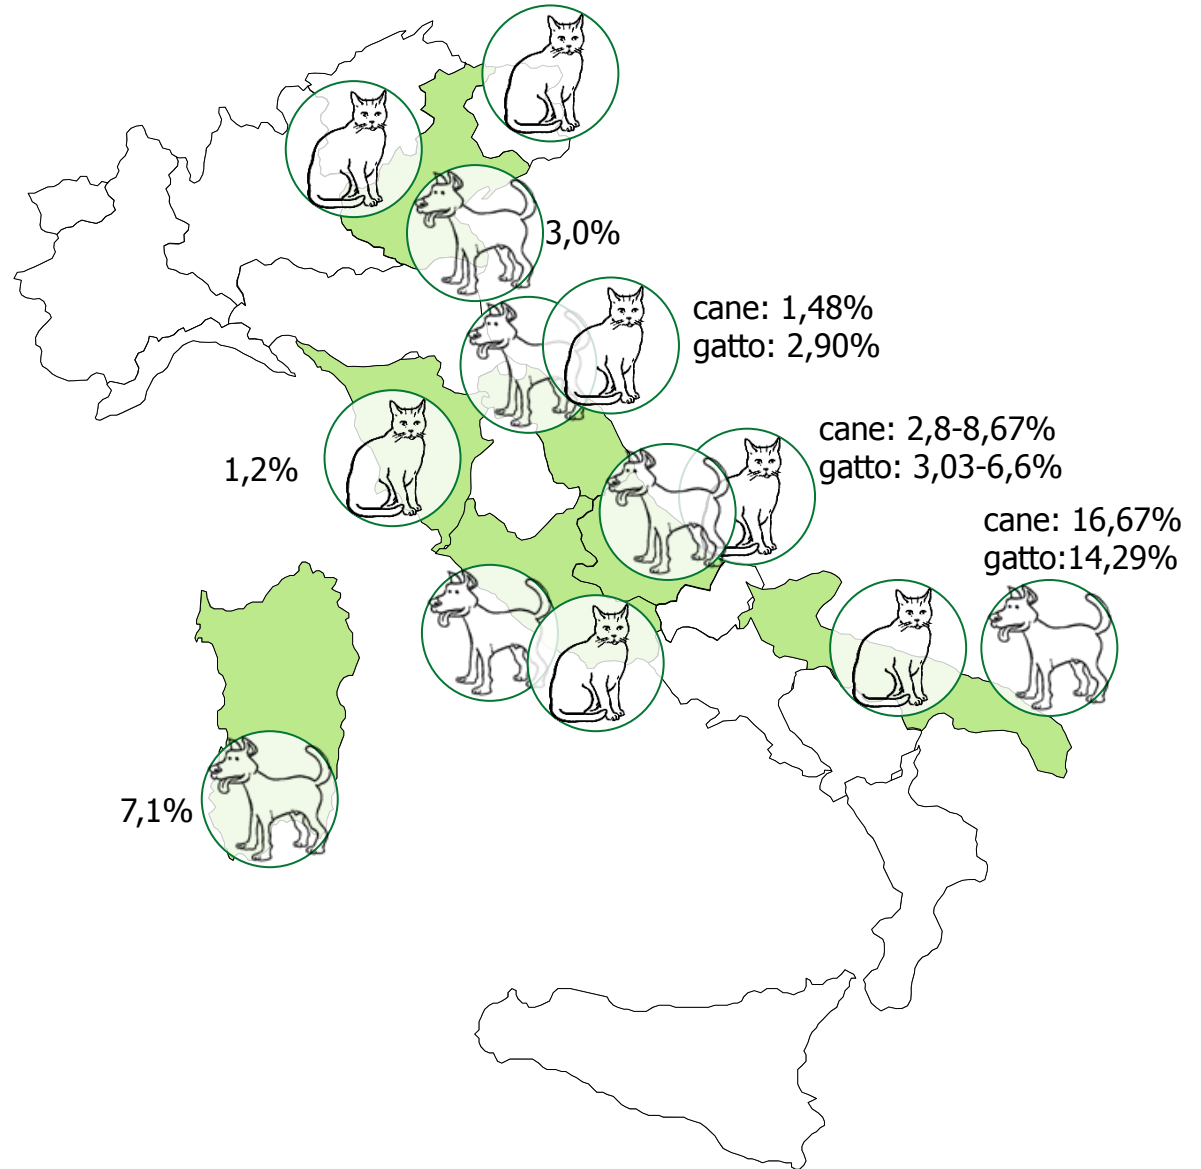 3,0%
cane: 1,48%
gatto: 2,90%
cane: 2,8-8,67%
gatto: 3,03-6,6%
1,2%
cane: 16,67%
gatto:14,29%
7,1%